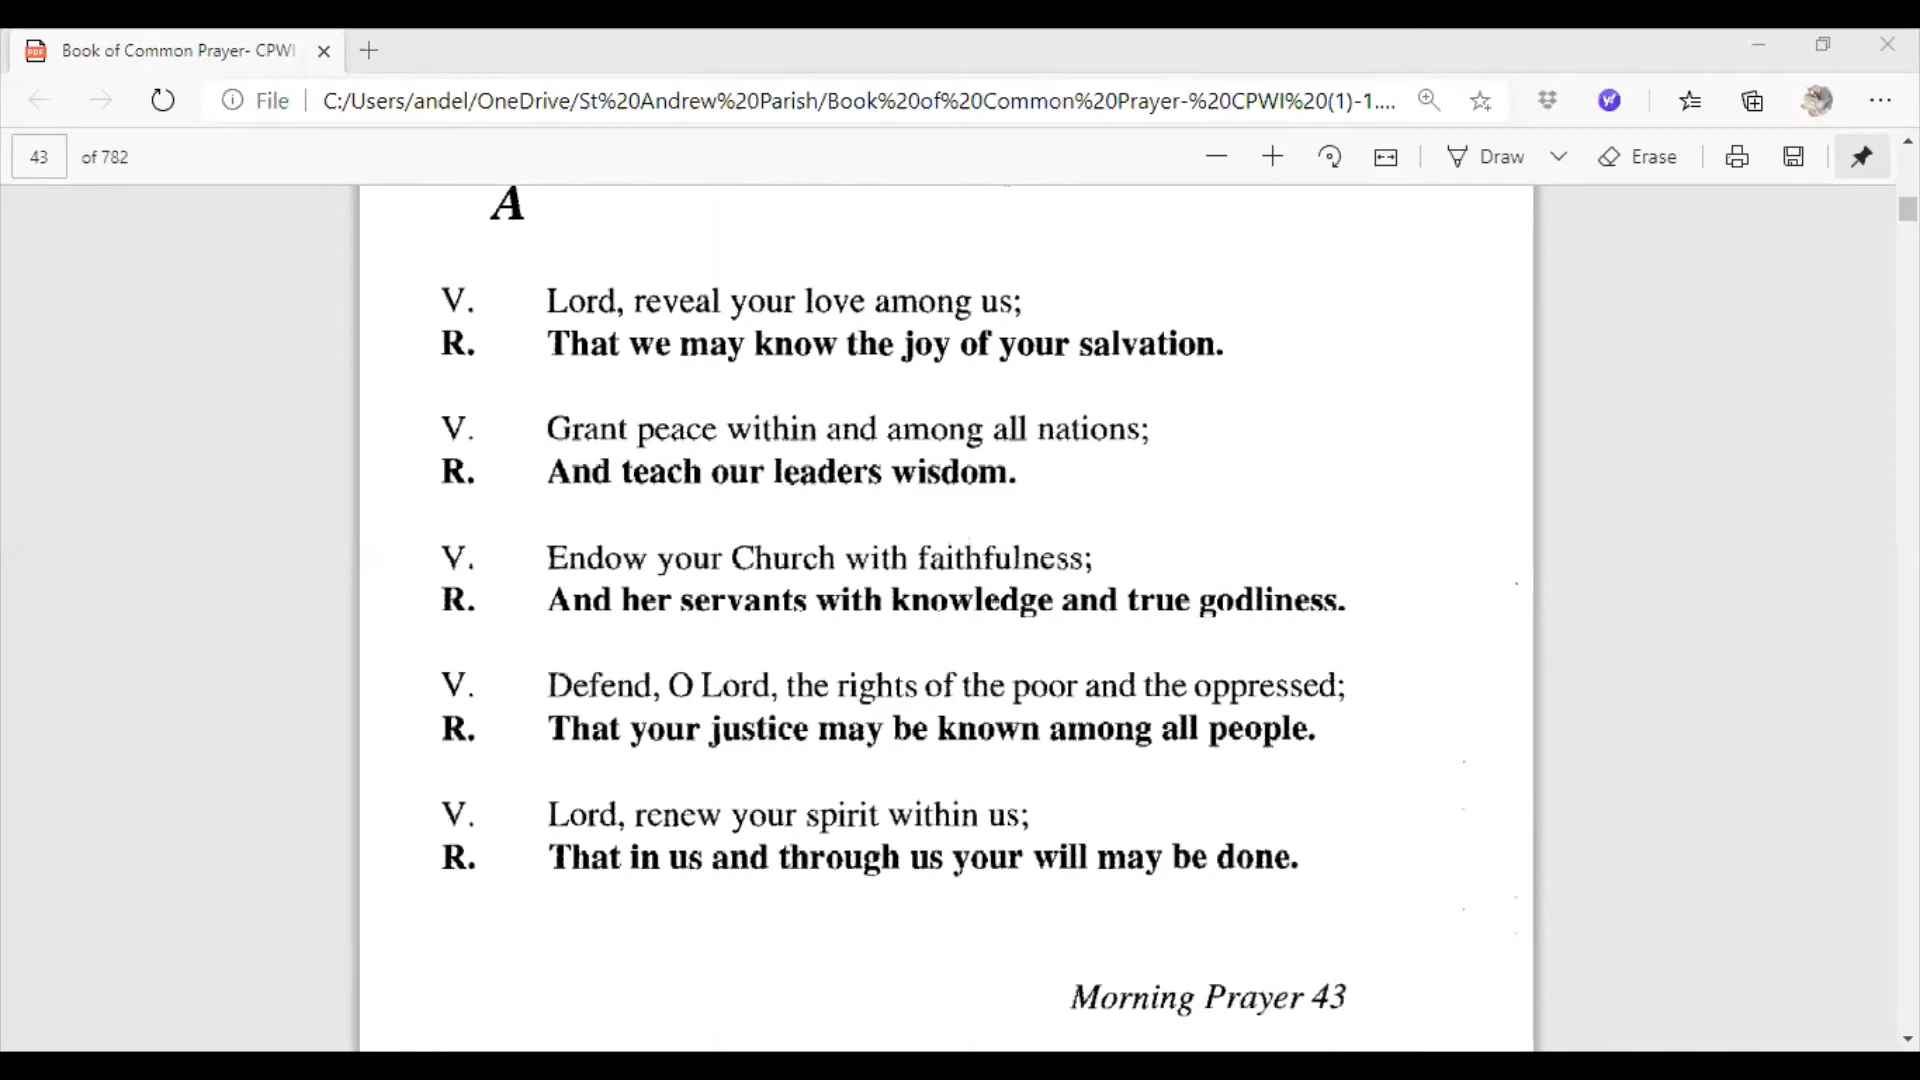 Book of Common Prayer- CPWI
File C:/Users/andel/OneDrive/St%20Andrew%20Parish/Book%20of%20Common%20Prayer-%20CPWI%20(1)-1....
43 of 782 Draw Erase
A
V. Lord, reveal your love among us;
R. That we may know the joy of your salvation.
V. Grant peace within and among all nations;
R. And teach our leaders wisdom.
V. Endow your Church with faithfulness;
R. And her servants with knowledge and true godliness.
V. Defend, O Lord, the rights of the poor and the oppressed;
R. That your justice may be known among all people.
V. Lord, renew your spirit within us;
R. That in us and through us your will may be done.
Morning Prayer 43